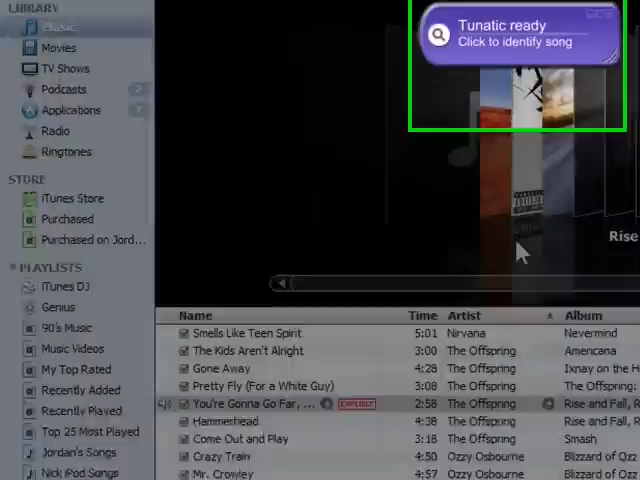 LIBRARY
Music
Movies
TV Shows
Podcasts
Applications
Radio
Ringtones
STORE
iTunes Store
Purchased
Purchased on Jord...
PLAYLISTS
iTunes DJ
Genius
90's Music
Music Videos
My Top Rated
Recently Added
Recently Played
Top 25 Most Played
Jordan's Songs
Nick iPod Songs
Tunatic ready
Click to identify song
Rise
Name Time Artist Album
Smells Like Teen Spirit 5:01 Nirvana Nevermind
The Kids Aren't Alright 3:00 The Offspring Americana
Gone Away 4:28 The Offspring Ixnay on the H
Pretty Fly (For a White Guy) 3:08 The Offspring The Offspring:
You're Gonna Go Far, ... EXPLICIT 2:58 The Offspring Rise and Fall, R
Hammerhead 4:38 The Offspring Rise and Fall, R
Come Out and Play 3:18 The Offspring Smash
Crazy Train 4:50 Ozzy Osbourne Blizzard of Ozz
Mr. Crowley 4:57 Ozzy Osbourne Blizzard of Ozz